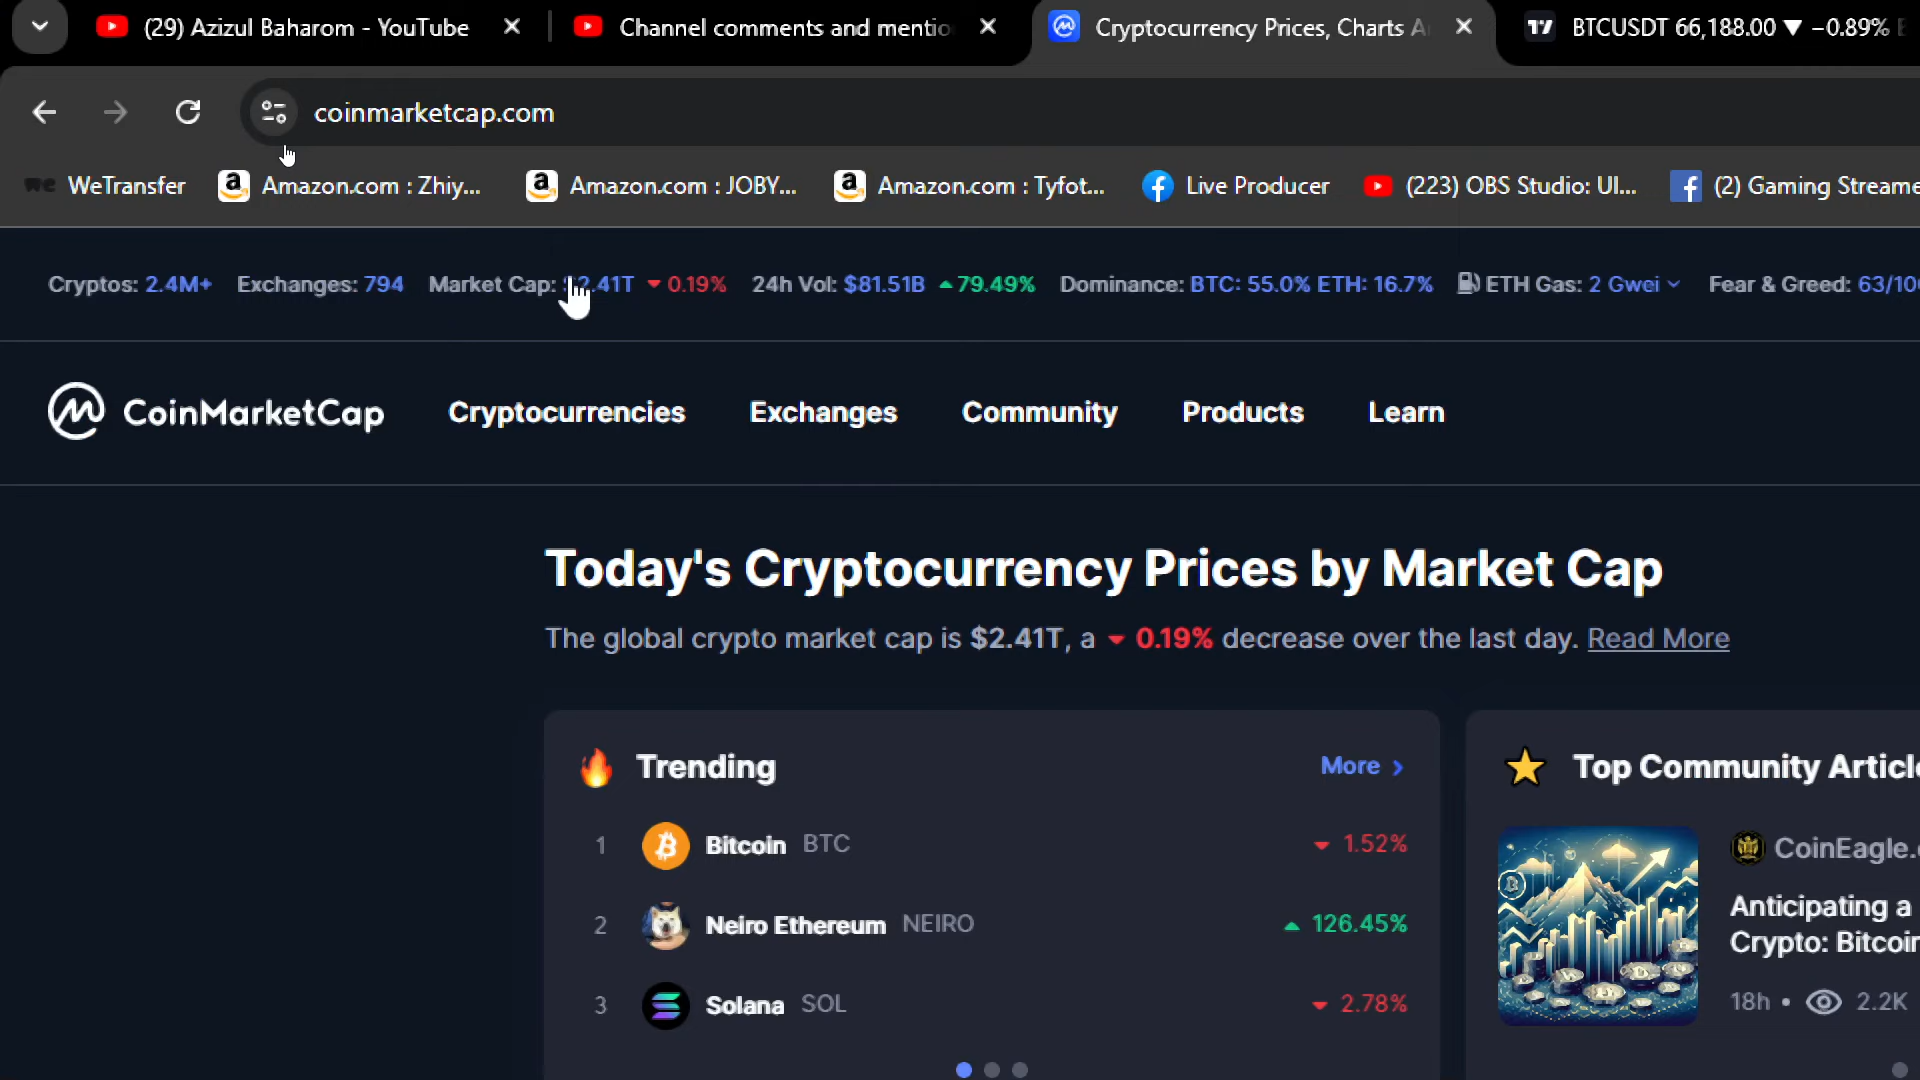 (29) Azizul Baharom - YouTube
Channel comments and mentio
Cryptocurrency Prices, Charts A
BTCUSDT 66,188.00 ▼ −0.89%
coinmarketcap.com
WeTransfer
Amazon.com : Zhiy...
Amazon.com : JOBY...
Amazon.com : Tyfot...
Live Producer
(223) OBS Studio: Ul...
(2) Gaming Streame
Cryptos: 2.4M+ Exchanges: 794 Market Cap: $2.41T ▼ 0.19% 24h Vol: $81.51B ▲ 79.49% Dominance: BTC: 55.0% ETH: 16.7% ETH Gas: 2 Gwei Fear & Greed: 63/100
CoinMarketCap
Cryptocurrencies Exchanges Community Products Learn
Today's Cryptocurrency Prices by Market Cap
The global crypto market cap is $2.41T, a ▼ 0.19% decrease over the last day. Read More
Trending
More >
1 Bitcoin BTC ▼ 1.52%
2 Neiro Ethereum NEIRO ▲ 126.45%
3 Solana SOL ▼ 2.78%
Top Community Article
CoinEagle.
Anticipating a
Crypto: Bitcoin
18h • 2.2K